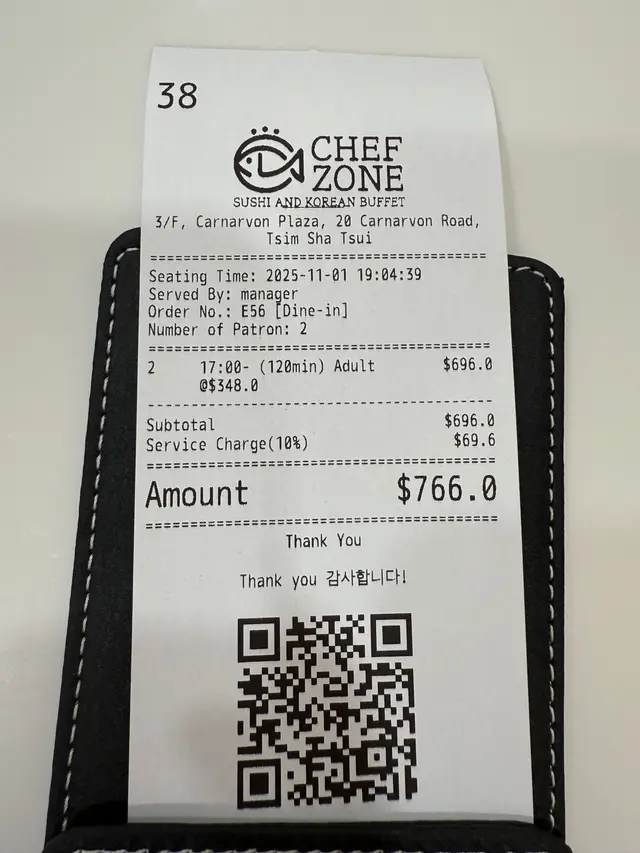 38
CHEF
ZONE
SUSHI AND KOREAN BUFFET
3/F, Carnarvon Plaza, 20 Carnarvon Road,
Tsim Sha Tsui
Seating Time: 2025-11-01 19:04:39
Served By: manager
Order No.: E56 [Dine-in]
Number of Patron: 2
2 17:00- (120min) Adult $696.0
@$348.0
Subtotal $696.0
Service Charge(10%) $69.6
Amount $766.0
Thank You
Thank you 감사합니다!